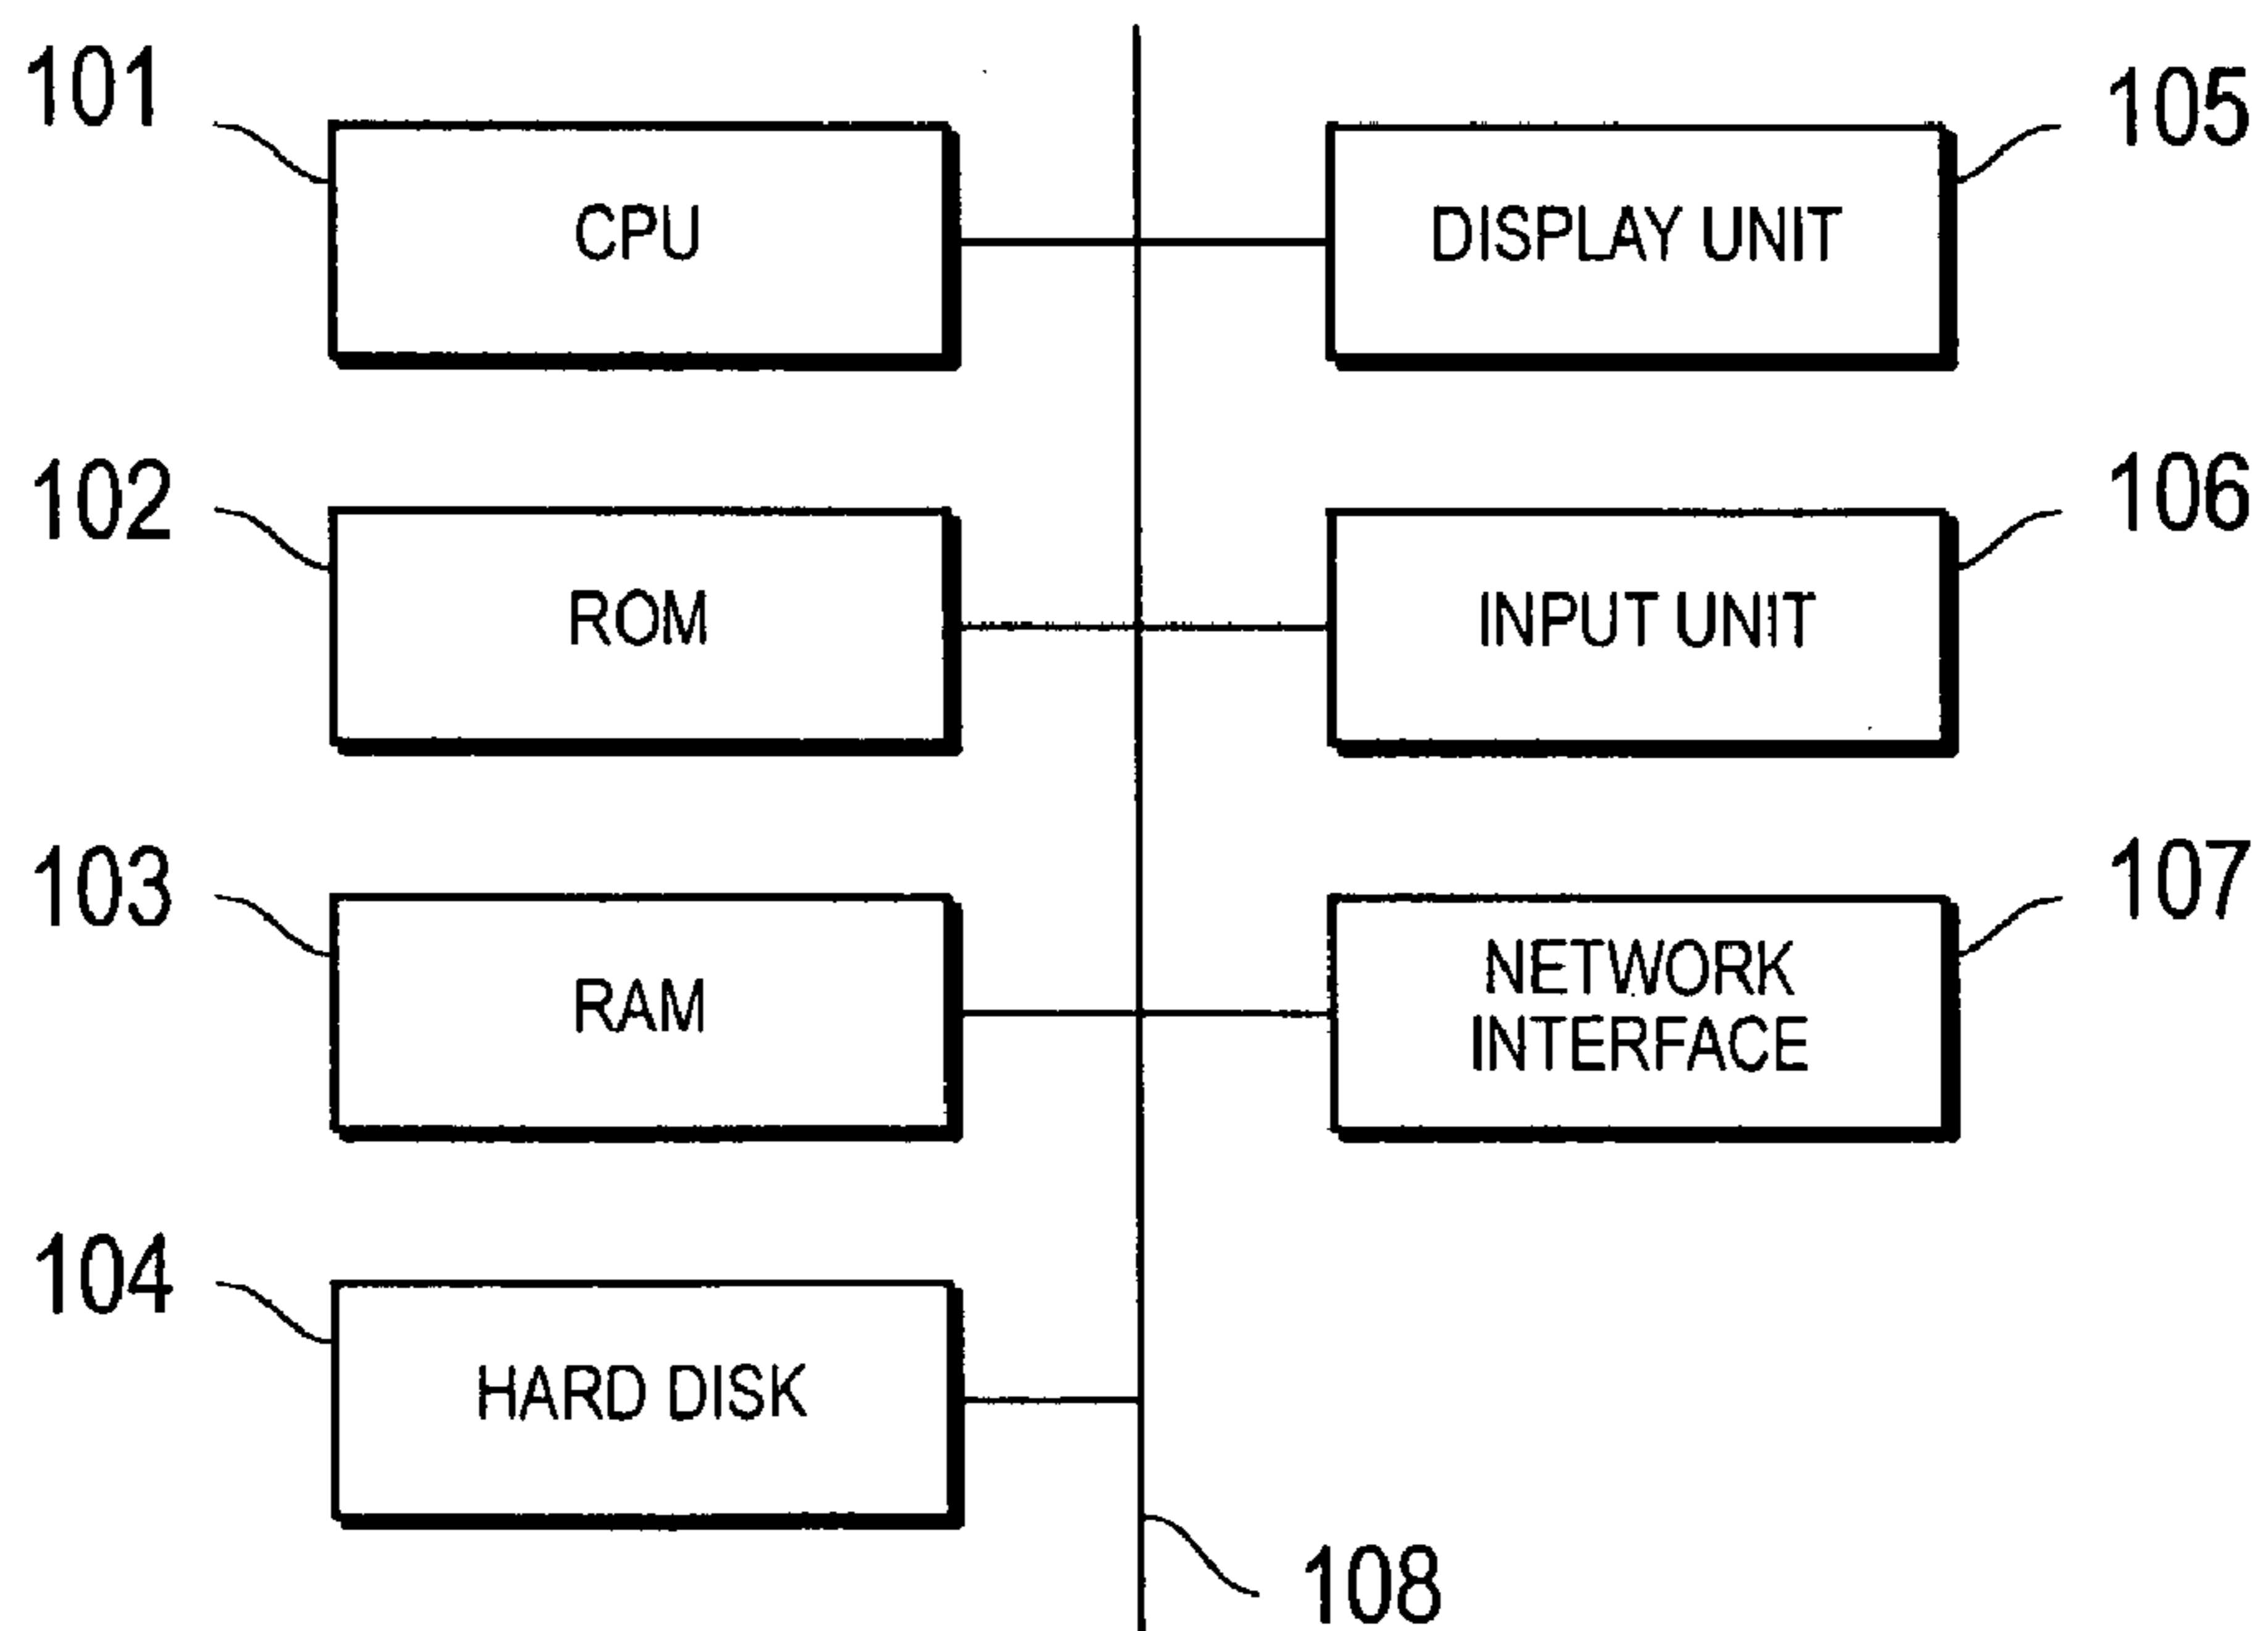 101
CPU
105
DISPLAY UNIT
102
ROM
106
INPUT UNIT
103
RAM
107
NETWORK
INTERFACE
104
HARD DISK
108